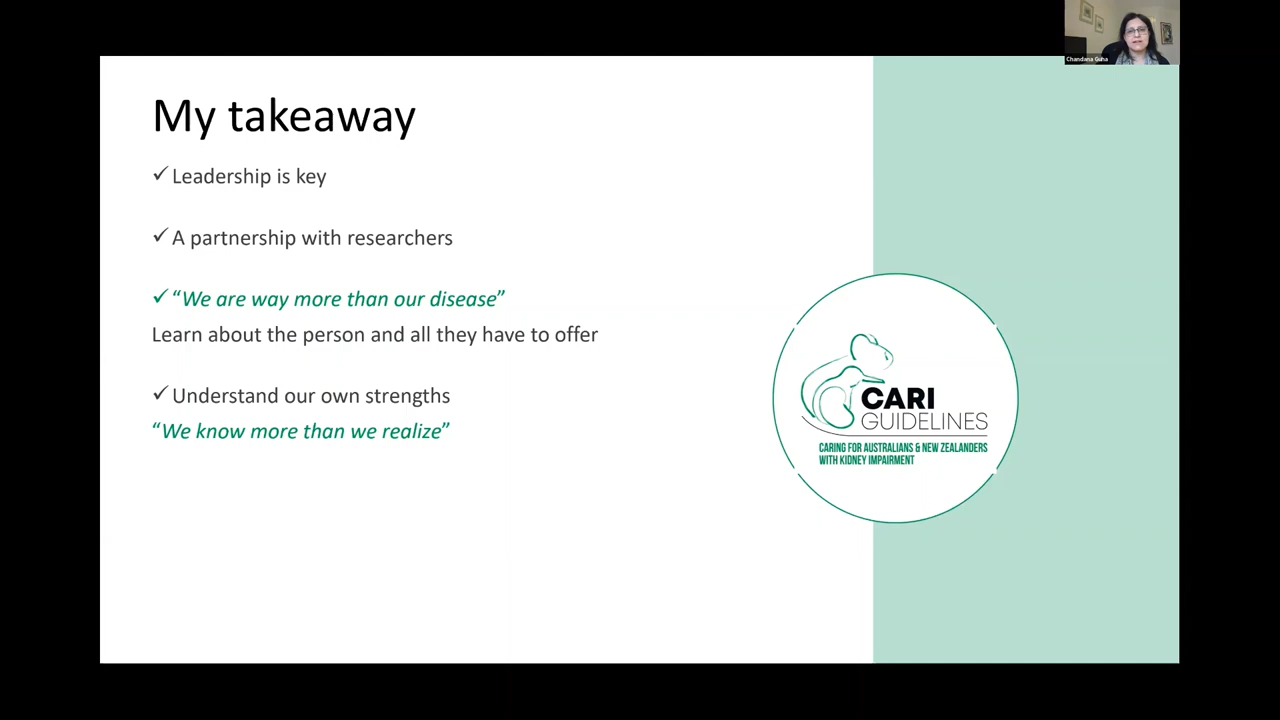 Chandana Guha
My takeaway
✓ Leadership is key
✓ A partnership with researchers
✓ “We are way more than our disease”
Learn about the person and all they have to offer
✓ Understand our own strengths
“We know more than we realize”
CARI
GUIDELINES
CARING FOR AUSTRALIANS & NEW ZEALANDERS
WITH KIDNEY IMPAIRMENT